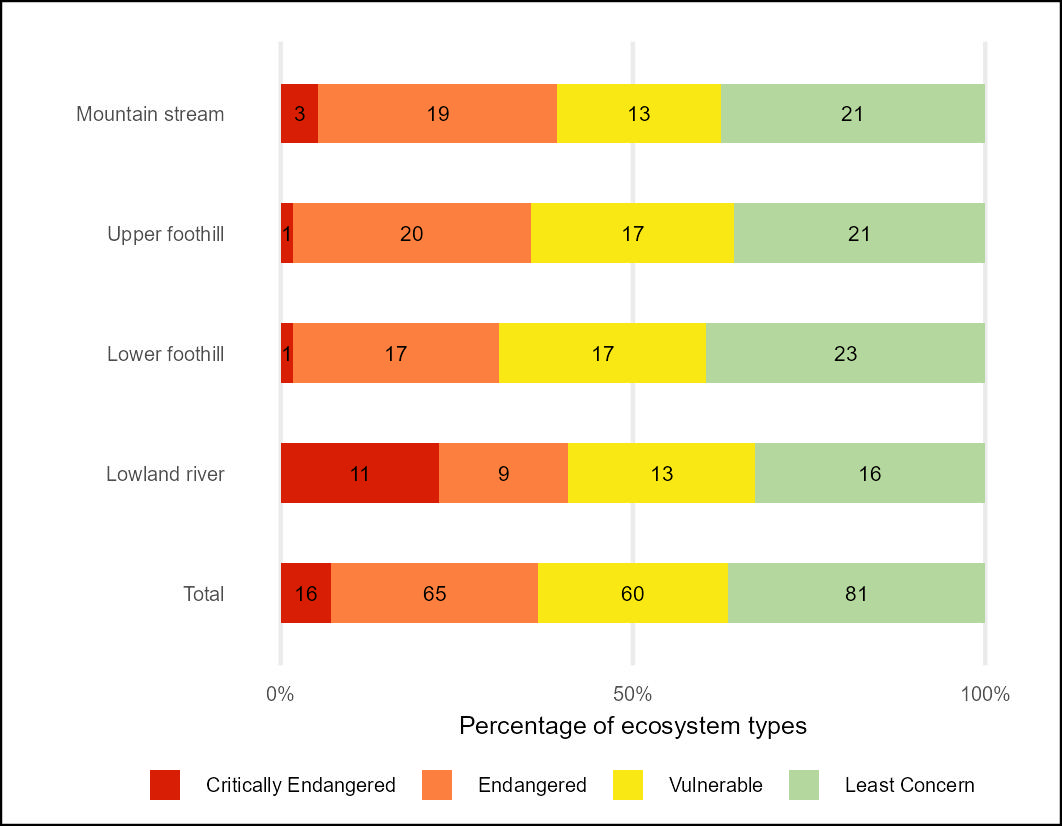 Mountain stream 3 19 13 21
Upper foothill 1 20 17 21
Lower foothill 1 17 17 23
Lowland river 11 9 13 16
Total 16 65 60 81
0% 50% 100%
Percentage of ecosystem types
Critically Endangered Endangered Vulnerable Least Concern